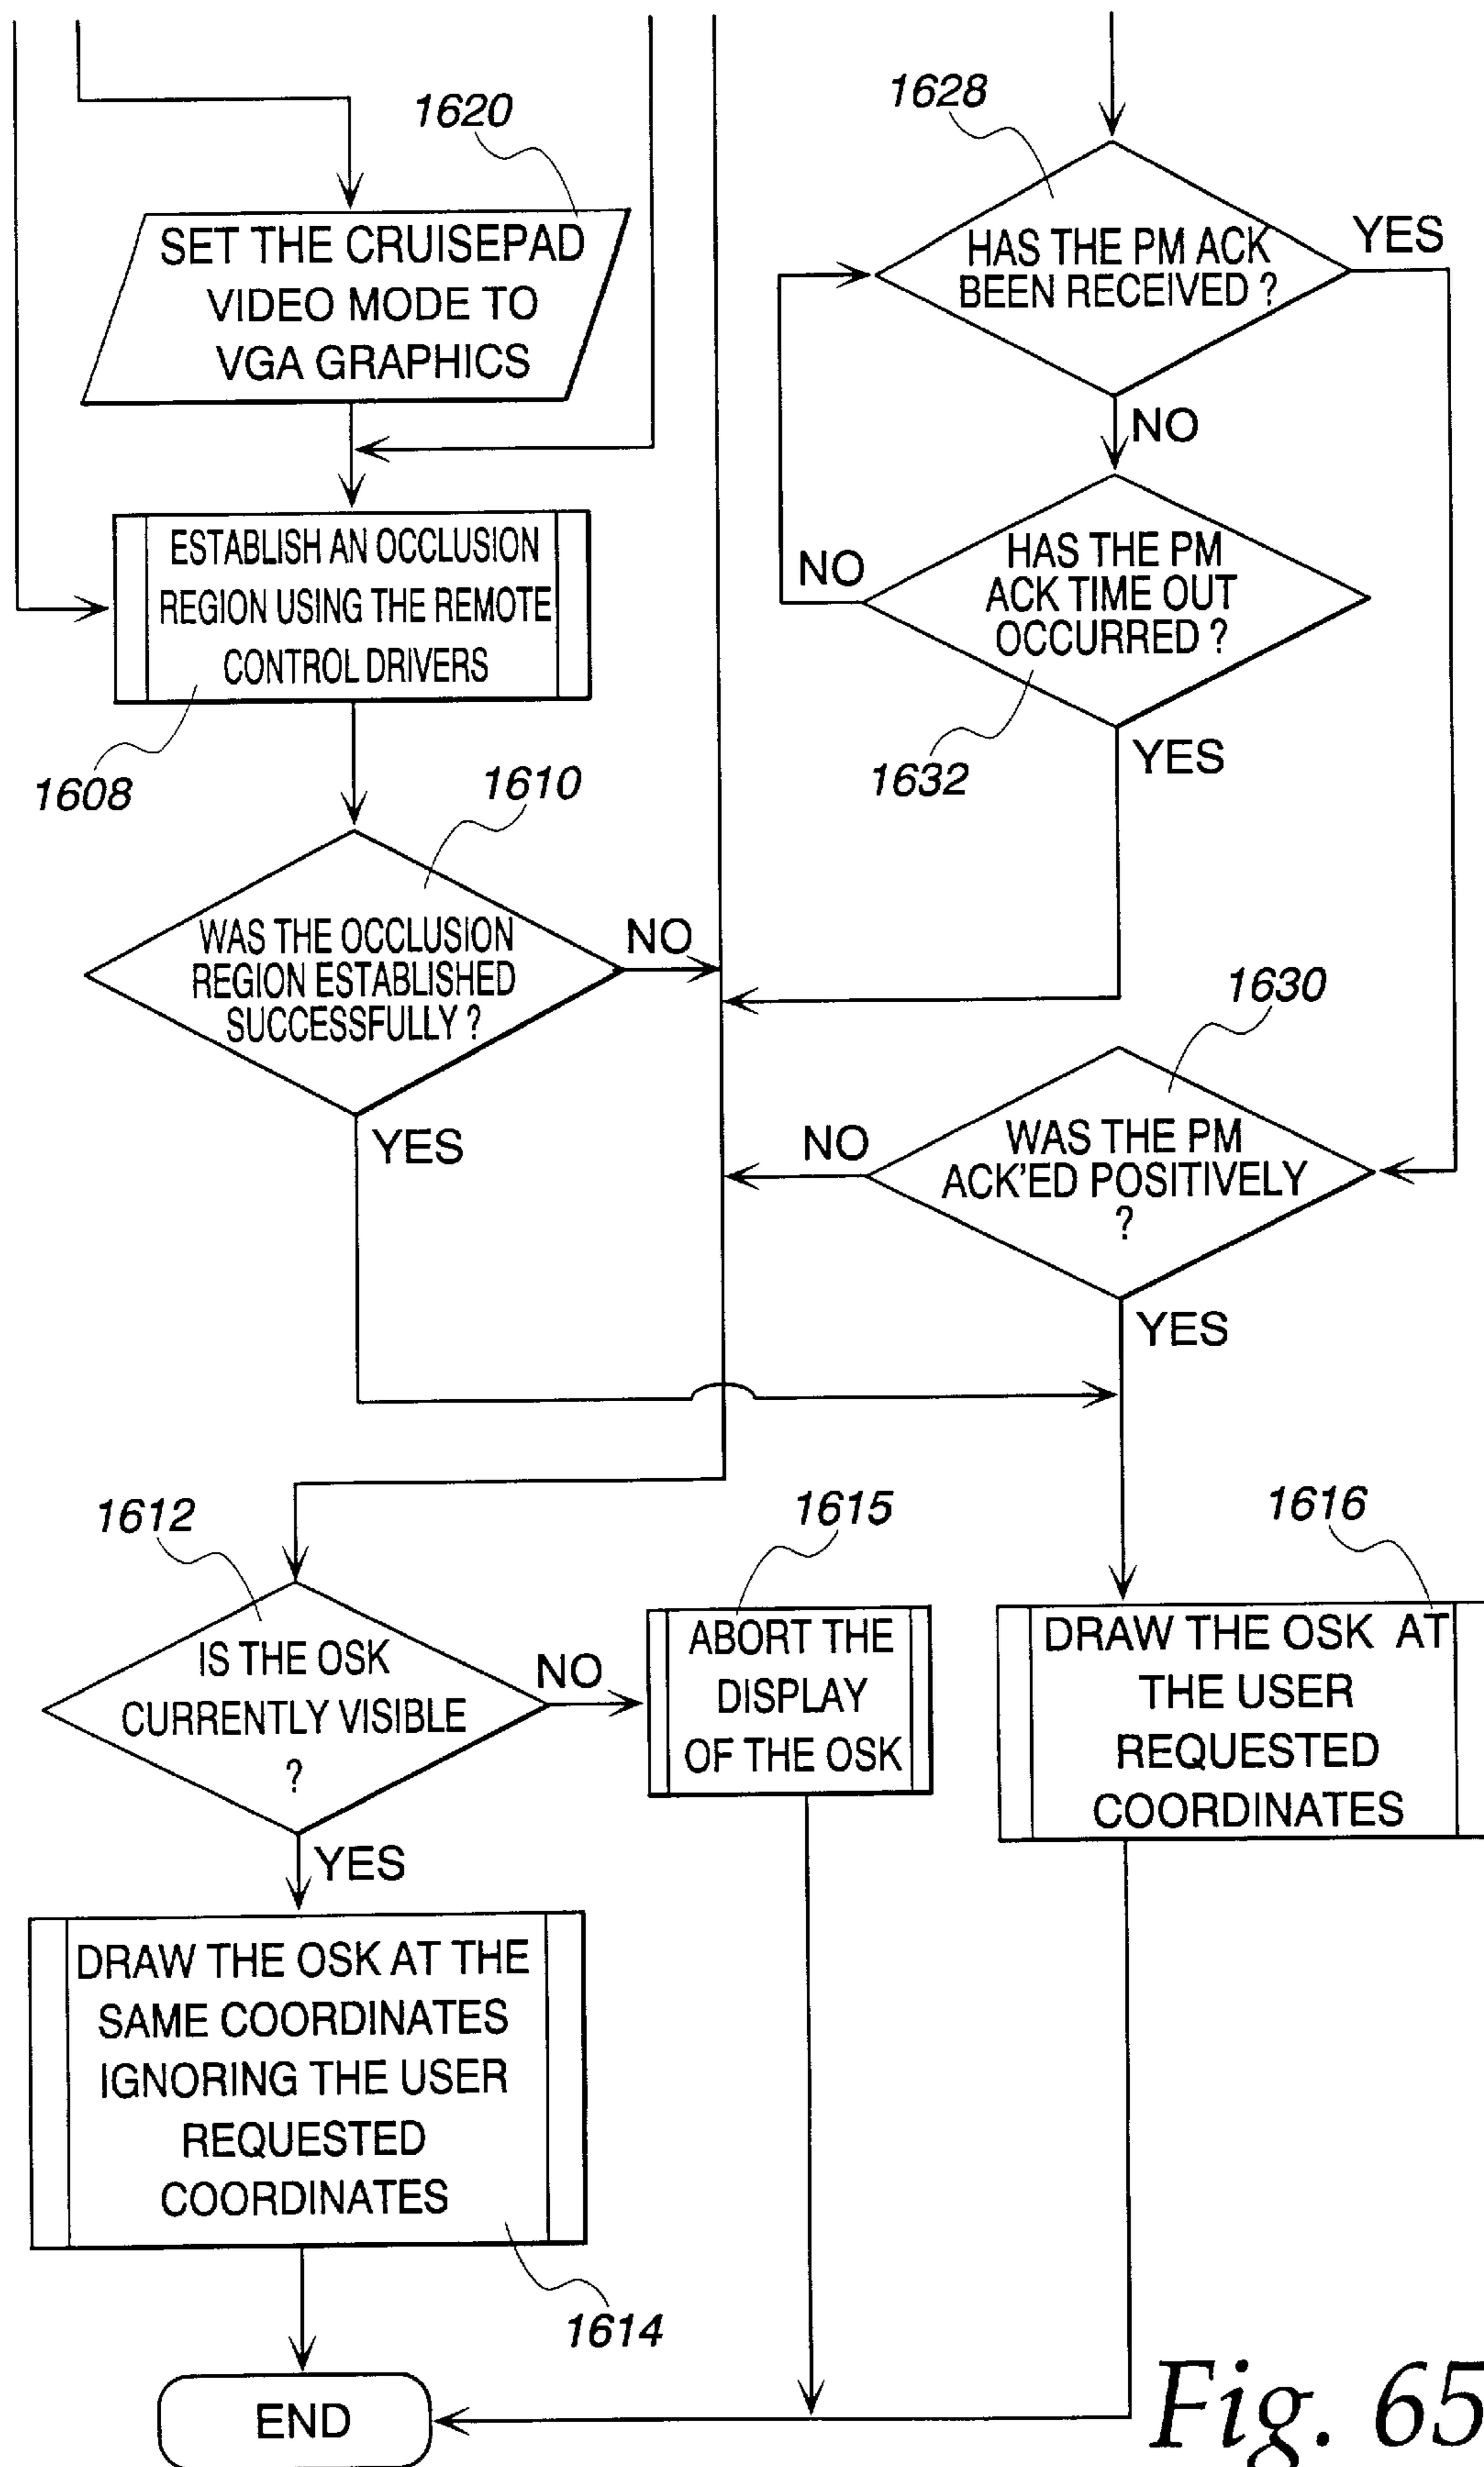 1620
SET THE CRUISEPAD
VIDEO MODE TO
VGA GRAPHICS
1628
HAS THE PM ACK
BEEN RECEIVED ?
YES
NO
ESTABLISH AN OCCLUSION
REGION USING THE REMOTE
CONTROL DRIVERS
1608
HAS THE PM
ACK TIME OUT
OCCURRED ?
NO
1632
YES
1610
WAS THE OCCLUSION
REGION ESTABLISHED
SUCCESSFULLY ?
NO
YES
1630
WAS THE PM
ACK'ED POSITIVELY
?
NO
YES
1612
IS THE OSK
CURRENTLY VISIBLE
?
NO
YES
1615
ABORT THE
DISPLAY
OF THE OSK
1616
DRAW THE OSK AT
THE USER
REQUESTED
COORDINATES
DRAW THE OSK AT THE
SAME COORDINATES
IGNORING THE USER
REQUESTED
COORDINATES
1614
END
Fig. 65